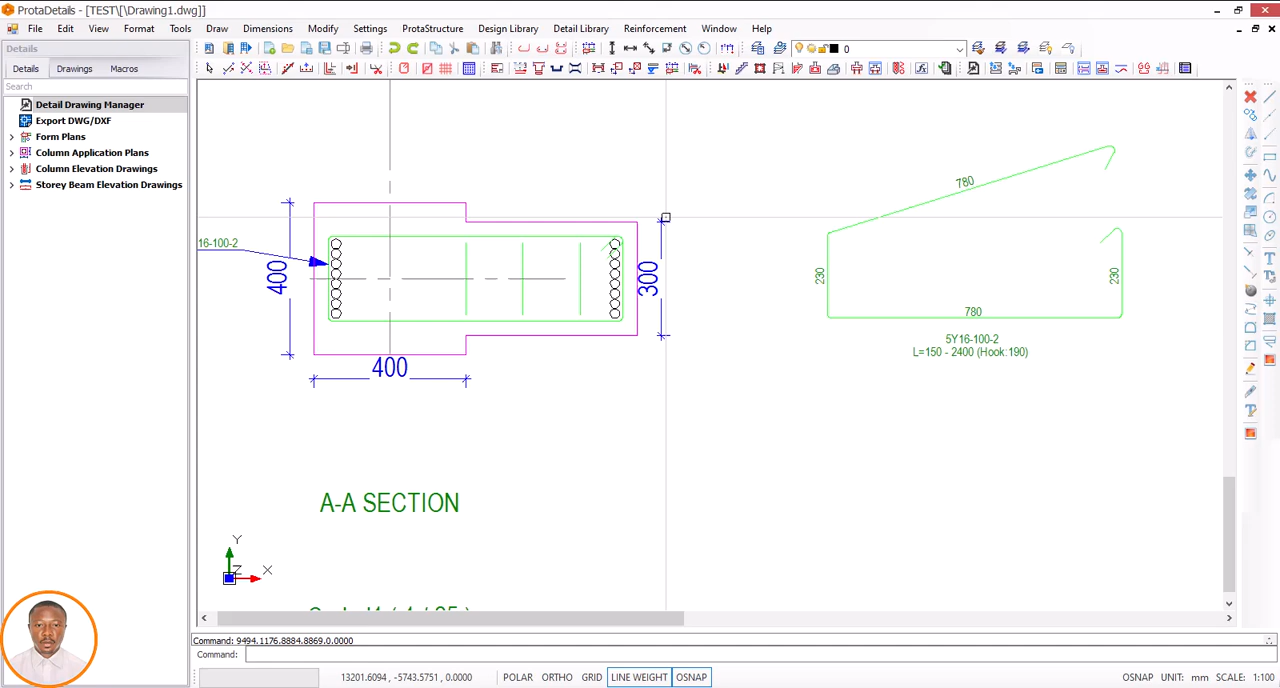 ProtaDetails - [TEST\[\Drawing1.dwg]]
File Edit View Format Tools Draw Dimensions Modify Settings ProtaStructure Design Library Detail Library Reinforcement Window Help
Details
0
Details Drawings Macros
Search
Detail Drawing Manager
Export DWG/DXF
Form Plans
Column Application Plans
Column Elevation Drawings
Storey Beam Elevation Drawings
780
16-100-2
400
300
230
230
780
5Y16-100-2
L=150 - 2400 (Hook:190)
400
A-A SECTION
Y
Z
X
Command: 9494.1176.8884.8869.0.0000
Command:
13201.6094 , -5743.5751 , 0.0000 POLAR ORTHO GRID LINE WEIGHT OSNAP OSNAP UNIT: mm SCALE: 1:100